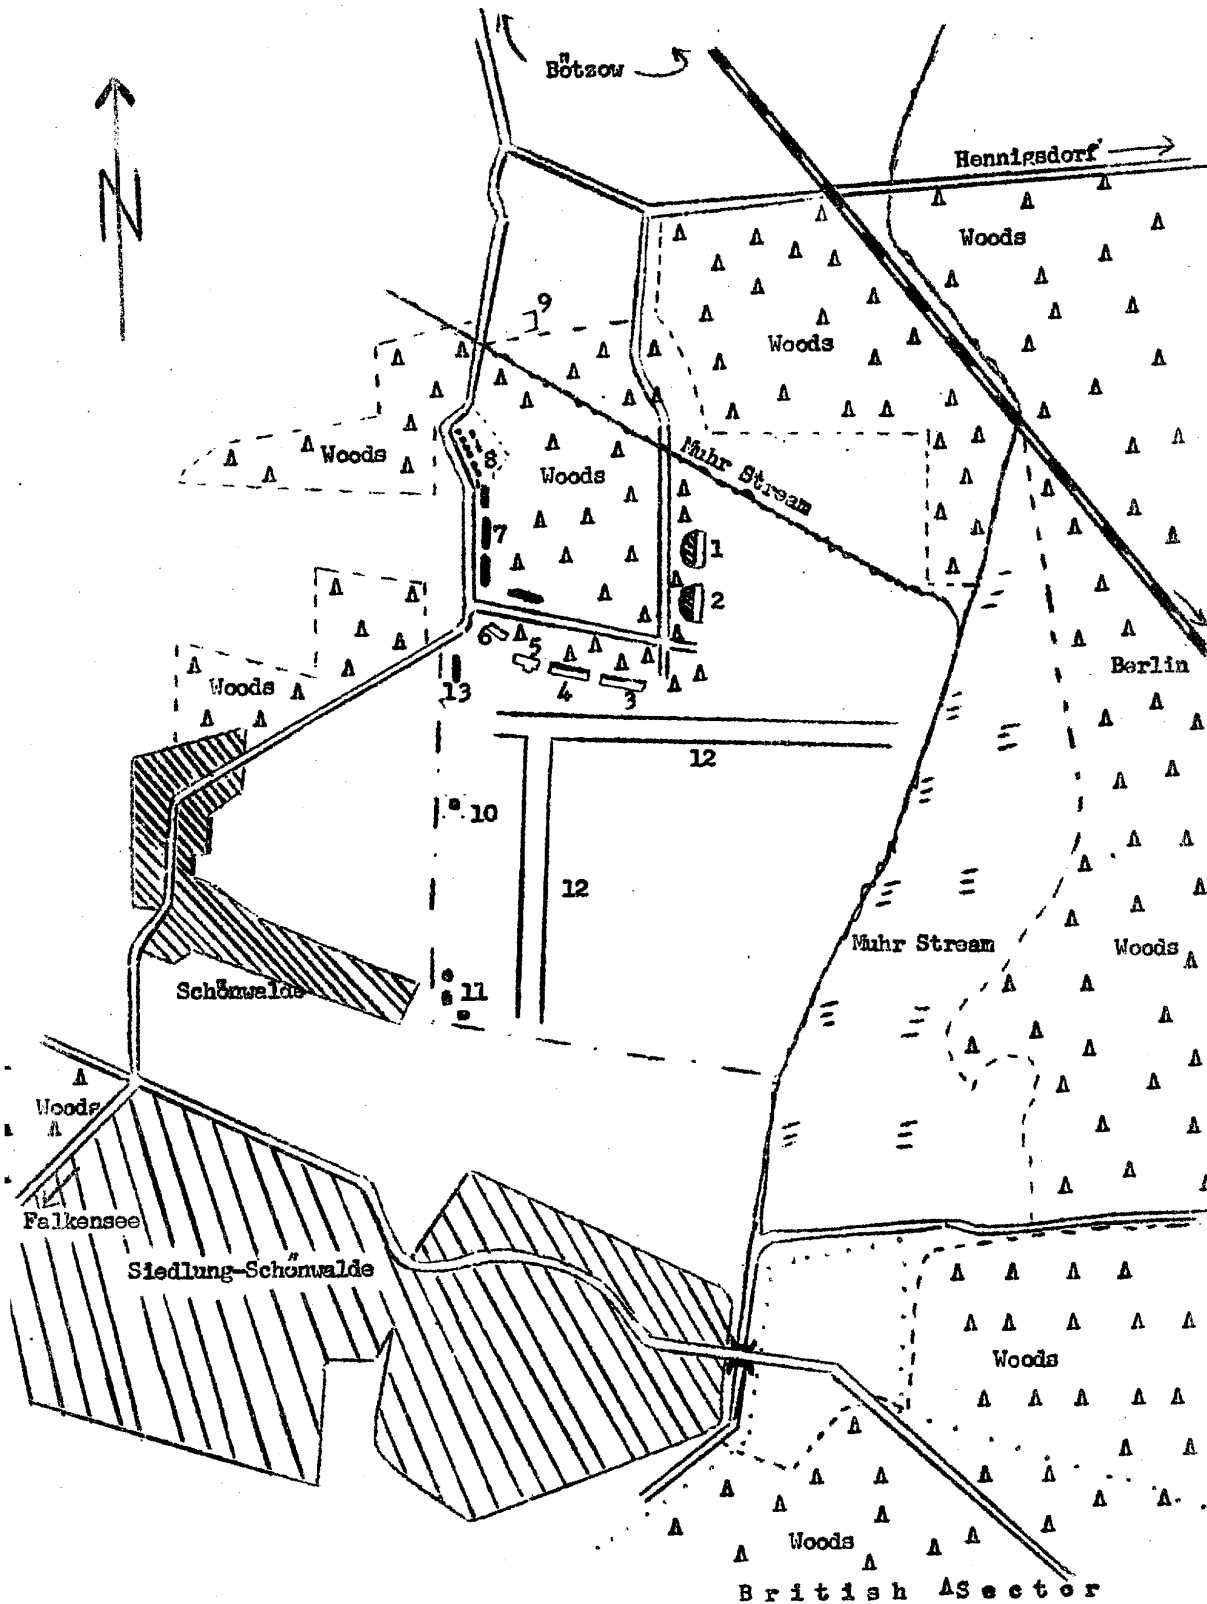 Bötzow
Hennigsdorf
N
Woods
9
Woods
Woods
8
Woods
Muhr Stream
7
1
2
6
5
Berlin
Woods
13
4
3
12
10
12
Muhr Stream
Woods
Schönwalde
11
Woods
Falkensee
Siedlung-Schönwalde
Woods
Woods
British Sector